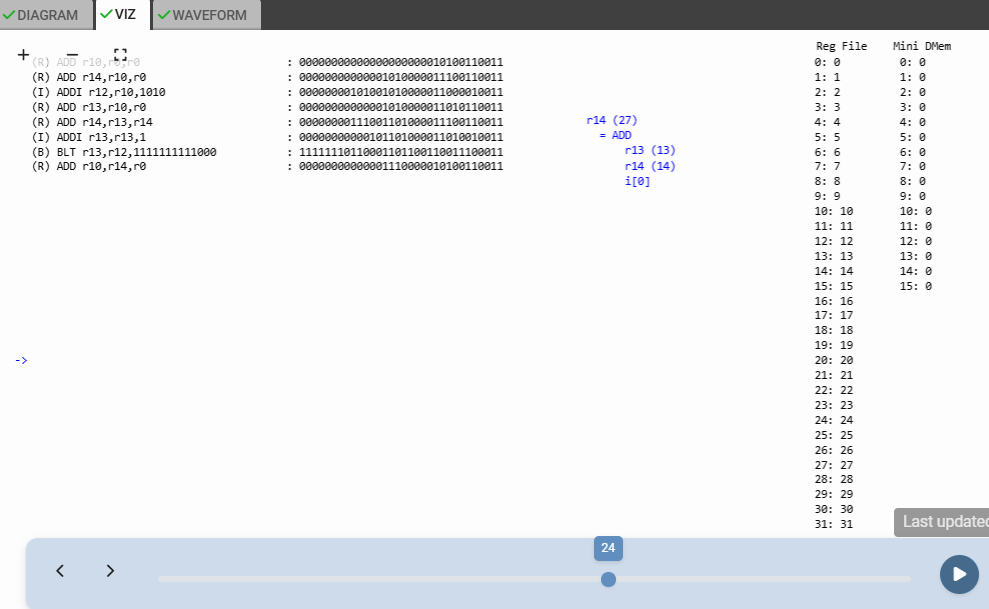 DIAGRAM VIZ WAVEFORM
Reg File Mini DMem
(R) ADD r10,r0,r0 : 00000000000000000000010100110011
(R) ADD r14,r10,r0 : 00000000000001010000011100110011
(I) ADDI r12,r10,1010 : 00000000101001010000011000010011
(R) ADD r13,r10,r0 : 00000000000001010000011010110011
(R) ADD r14,r13,r14 : 00000000111001101000011100110011
(I) ADDI r13,r13,1 : 00000000000101101000011010010011
(B) BLT r13,r12,1111111111000 : 11111110110001101100110011100011
(R) ADD r10,r14,r0 : 00000000000001110000010100110011
r14 (27)
= ADD
r13 (13)
r14 (14)
i[0]
->
0: 0 0: 0
1: 1 1: 0
2: 2 2: 0
3: 3 3: 0
4: 4 4: 0
5: 5 5: 0
6: 6 6: 0
7: 7 7: 0
8: 8 8: 0
9: 9 9: 0
10: 10 10: 0
11: 11 11: 0
12: 12 12: 0
13: 13 13: 0
14: 14 14: 0
15: 15 15: 0
16: 16
17: 17
18: 18
19: 19
20: 20
21: 21
22: 22
23: 23
24: 24
25: 25
26: 26
27: 27
28: 28
29: 29
30: 30
31: 31
Last updated
24